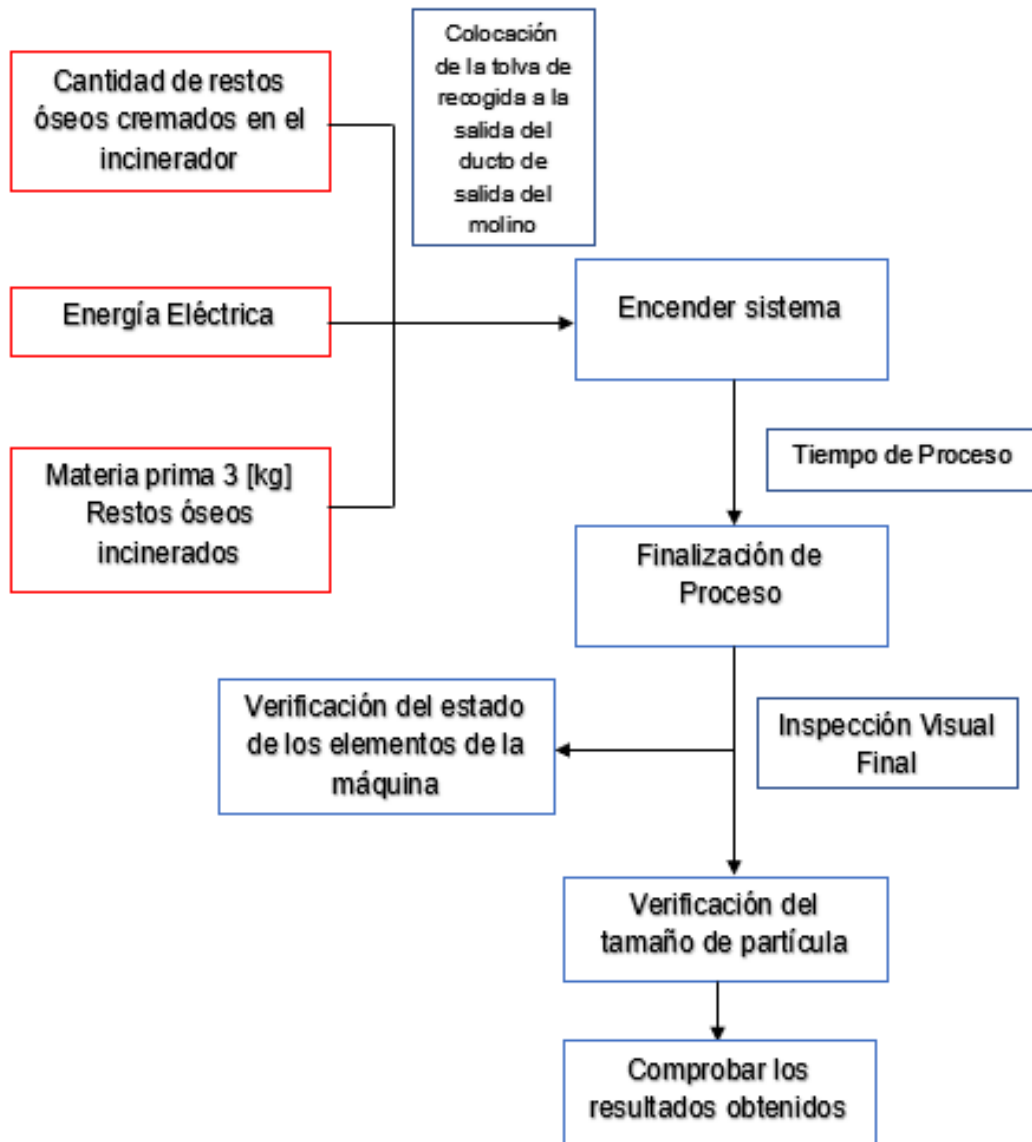 Cantidad de restos
óseos cremados en el
incinerador
Colocación
de la tolva de
recogida a la
salida del
ducto de
salida del
molino
Energía Eléctrica
Encender sistema
Materia prima 3 [kg]
Restos óseos
incinerados
Tiempo de Proceso
Finalización de
Proceso
Verificación del estado
de los elementos de la
máquina
Inspección Visual
Final
Verificación del
tamaño de partícula
Comprobar los
resultados obtenidos